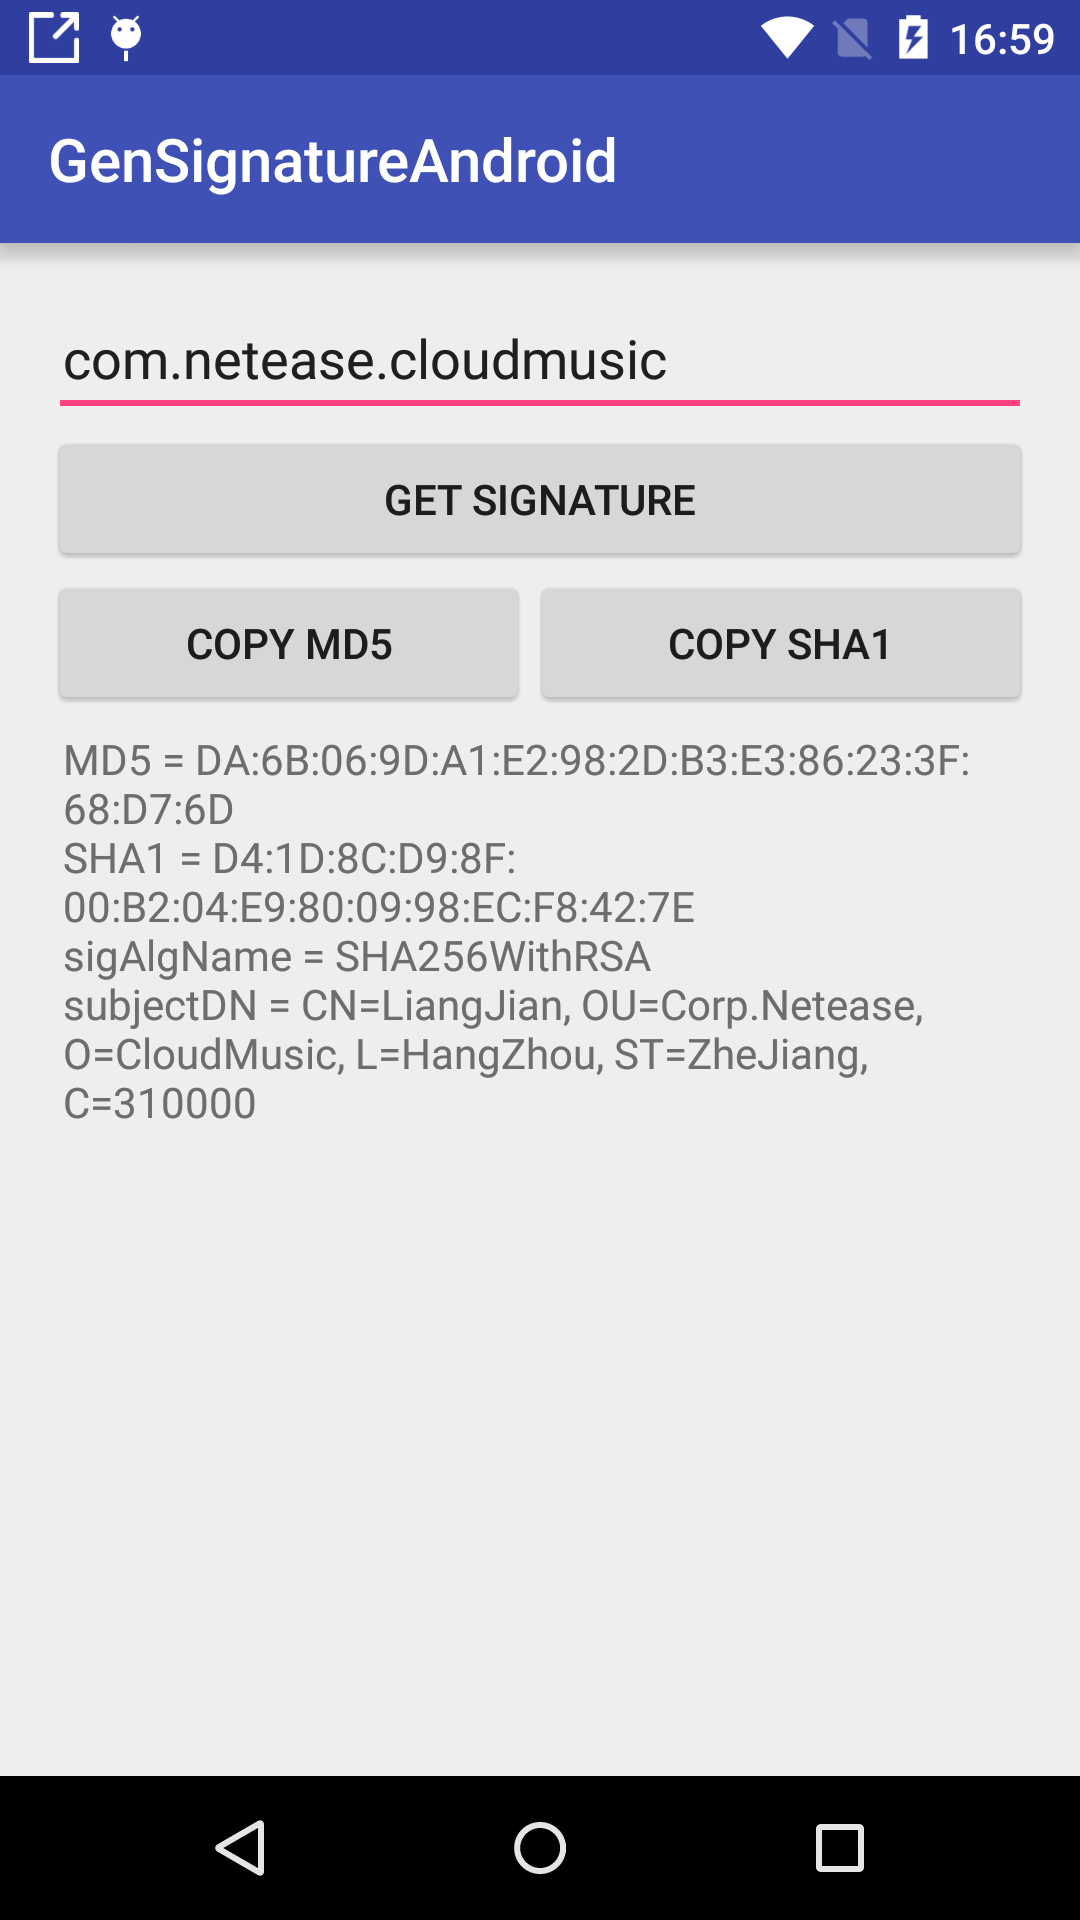 16:59
GenSignatureAndroid
com.netease.cloudmusic
GET SIGNATURE
COPY MD5
COPY SHA1
MD5 = DA:6B:06:9D:A1:E2:98:2D:B3:E3:86:23:3F:
68:D7:6D
SHA1 = D4:1D:8C:D9:8F:
00:B2:04:E9:80:09:98:EC:F8:42:7E
sigAlgName = SHA256WithRSA
subjectDN = CN=LiangJian, OU=Corp.Netease,
O=CloudMusic, L=HangZhou, ST=ZheJiang,
C=310000